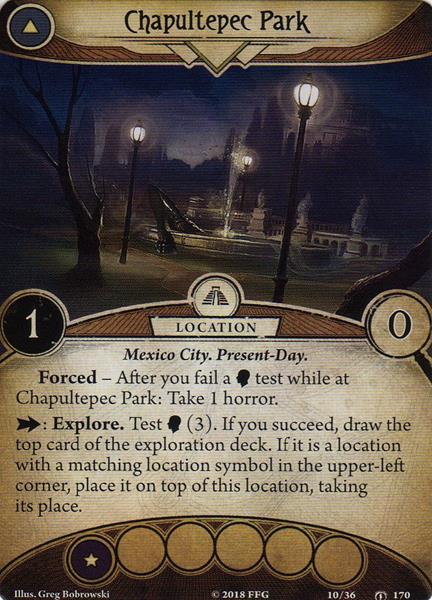 Chapultepec Park
1
LOCATION
0
Mexico City. Present-Day.
Forced – After you fail a test while at
Chapultepec Park: Take 1 horror.
: Explore. Test (3). If you succeed, draw the
top card of the exploration deck. If it is a location
with a matching location symbol in the upper-left
corner, place it on top of this location, taking
its place.
Illus. Greg Bobrowski
© 2018 FFG
10/36
1
170